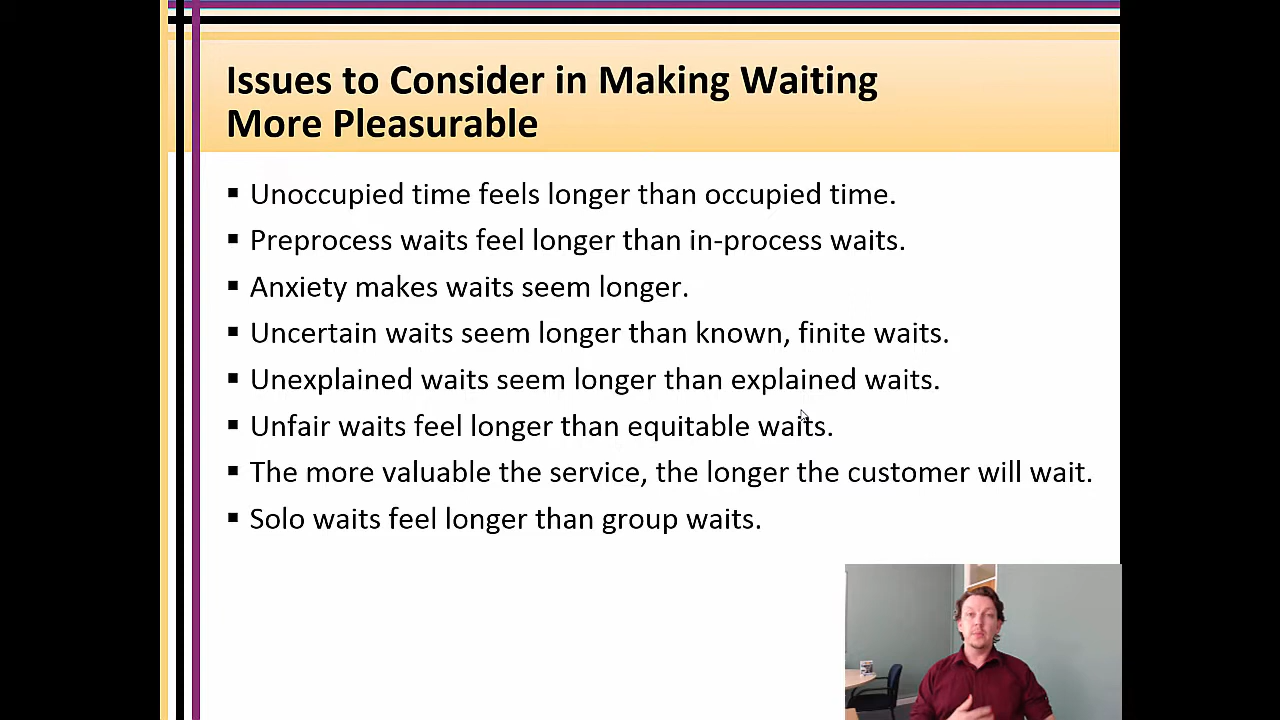 Issues to Consider in Making Waiting
More Pleasurable
▪ Unoccupied time feels longer than occupied time.
▪ Preprocess waits feel longer than in-process waits.
▪ Anxiety makes waits seem longer.
▪ Uncertain waits seem longer than known, finite waits.
▪ Unexplained waits seem longer than explained waits.
▪ Unfair waits feel longer than equitable waits.
▪ The more valuable the service, the longer the customer will wait.
▪ Solo waits feel longer than group waits.